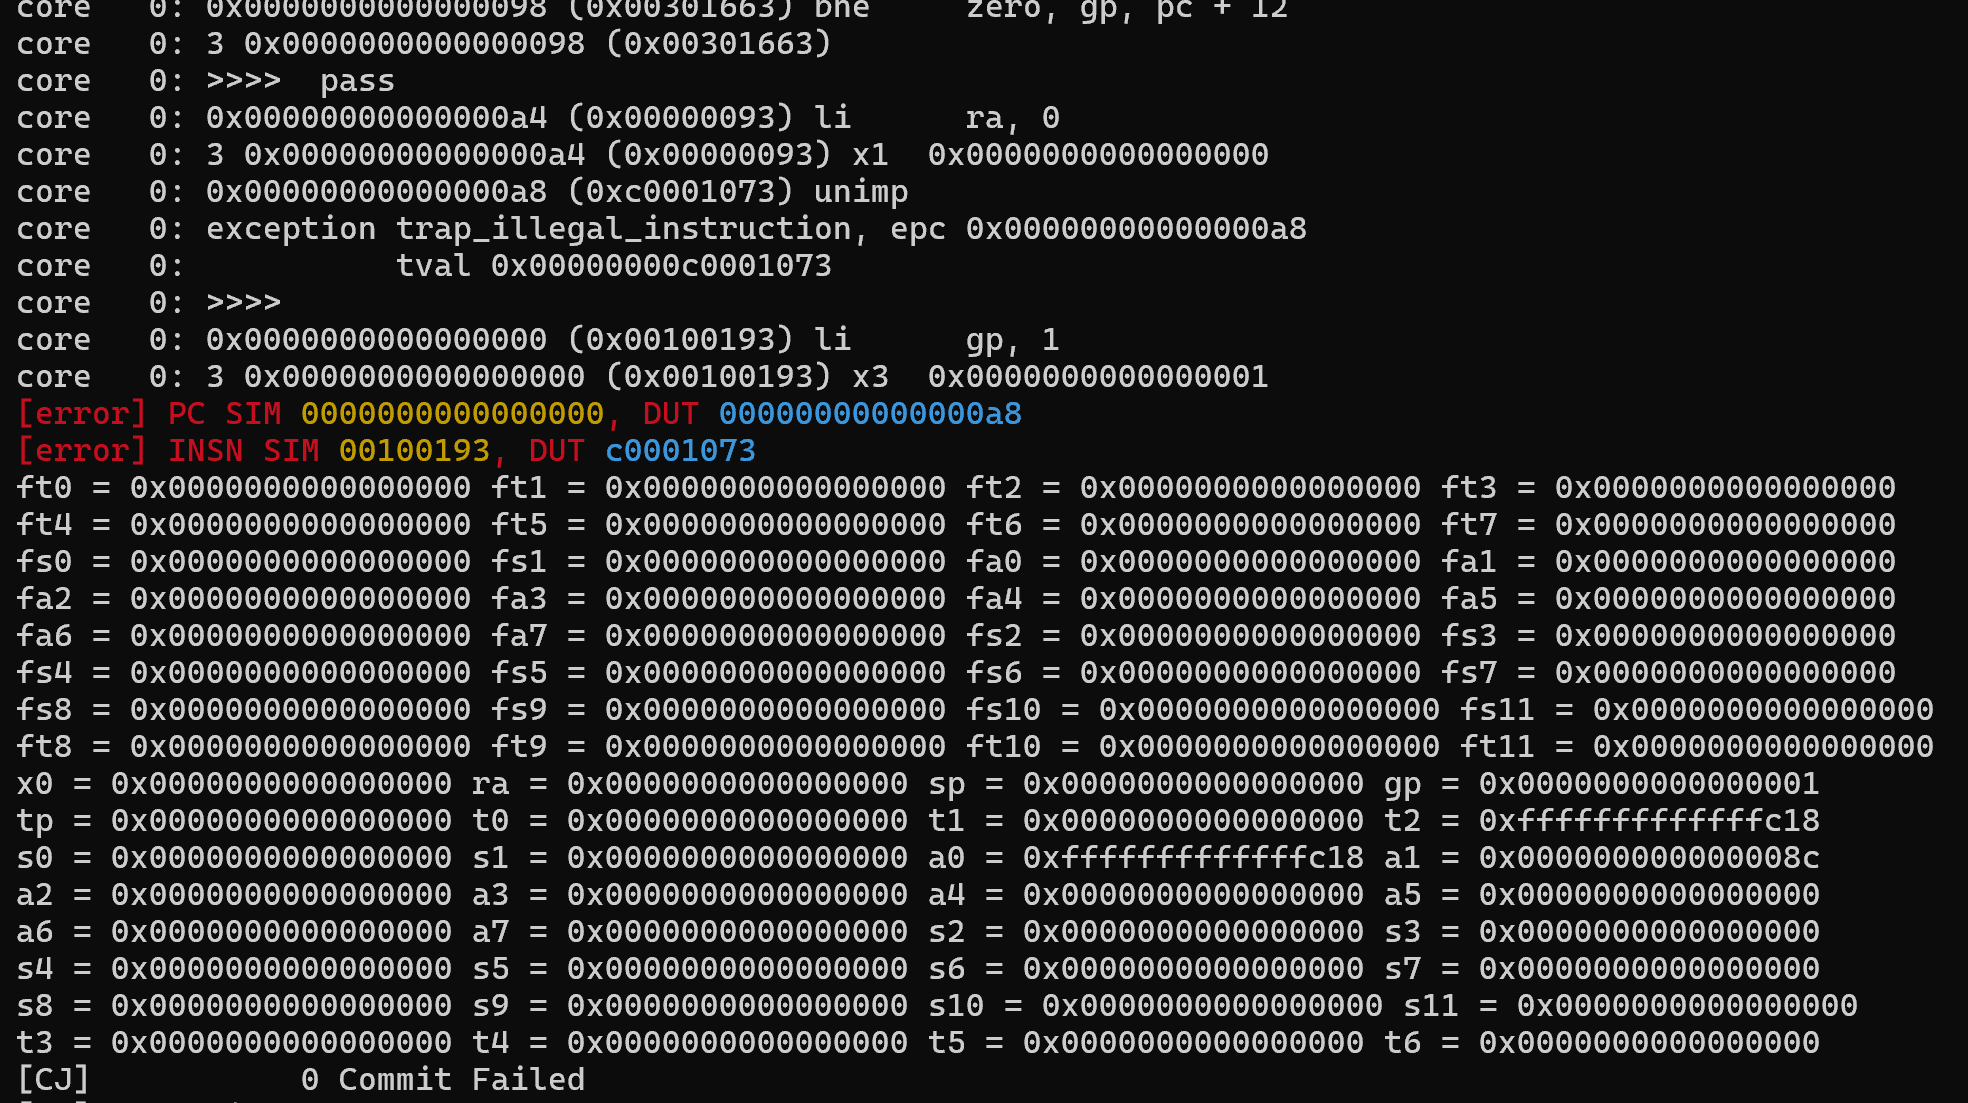 core   0: 0x0000000000000098 (0x00301663) bne     zero, gp, pc + 12
core   0: 3 0x0000000000000098 (0x00301663)
core   0: >>>>  pass
core   0: 0x00000000000000a4 (0x00000093) li      ra, 0
core   0: 3 0x00000000000000a4 (0x00000093) x1  0x0000000000000000
core   0: 0x00000000000000a8 (0xc0001073) unimp
core   0: exception trap_illegal_instruction, epc 0x00000000000000a8
core   0:           tval 0x00000000c0001073
core   0: >>>>
core   0: 0x0000000000000000 (0x00100193) li      gp, 1
core   0: 3 0x0000000000000000 (0x00100193) x3  0x0000000000000001
[error] PC SIM 0000000000000000, DUT 00000000000000a8
[error] INSN SIM 00100193, DUT c0001073
ft0 = 0x0000000000000000 ft1 = 0x0000000000000000 ft2 = 0x0000000000000000 ft3 = 0x0000000000000000
ft4 = 0x0000000000000000 ft5 = 0x0000000000000000 ft6 = 0x0000000000000000 ft7 = 0x0000000000000000
fs0 = 0x0000000000000000 fs1 = 0x0000000000000000 fa0 = 0x0000000000000000 fa1 = 0x0000000000000000
fa2 = 0x0000000000000000 fa3 = 0x0000000000000000 fa4 = 0x0000000000000000 fa5 = 0x0000000000000000
fa6 = 0x0000000000000000 fa7 = 0x0000000000000000 fs2 = 0x0000000000000000 fs3 = 0x0000000000000000
fs4 = 0x0000000000000000 fs5 = 0x0000000000000000 fs6 = 0x0000000000000000 fs7 = 0x0000000000000000
fs8 = 0x0000000000000000 fs9 = 0x0000000000000000 fs10 = 0x0000000000000000 fs11 = 0x0000000000000000
ft8 = 0x0000000000000000 ft9 = 0x0000000000000000 ft10 = 0x0000000000000000 ft11 = 0x0000000000000000
x0 = 0x0000000000000000 ra = 0x0000000000000000 sp = 0x0000000000000000 gp = 0x0000000000000001
tp = 0x0000000000000000 t0 = 0x0000000000000000 t1 = 0x0000000000000000 t2 = 0xfffffffffffffc18
s0 = 0x0000000000000000 s1 = 0x0000000000000000 a0 = 0xfffffffffffffc18 a1 = 0x000000000000008c
a2 = 0x0000000000000000 a3 = 0x0000000000000000 a4 = 0x0000000000000000 a5 = 0x0000000000000000
a6 = 0x0000000000000000 a7 = 0x0000000000000000 s2 = 0x0000000000000000 s3 = 0x0000000000000000
s4 = 0x0000000000000000 s5 = 0x0000000000000000 s6 = 0x0000000000000000 s7 = 0x0000000000000000
s8 = 0x0000000000000000 s9 = 0x0000000000000000 s10 = 0x0000000000000000 s11 = 0x0000000000000000
t3 = 0x0000000000000000 t4 = 0x0000000000000000 t5 = 0x0000000000000000 t6 = 0x0000000000000000
[CJ]           0 Commit Failed